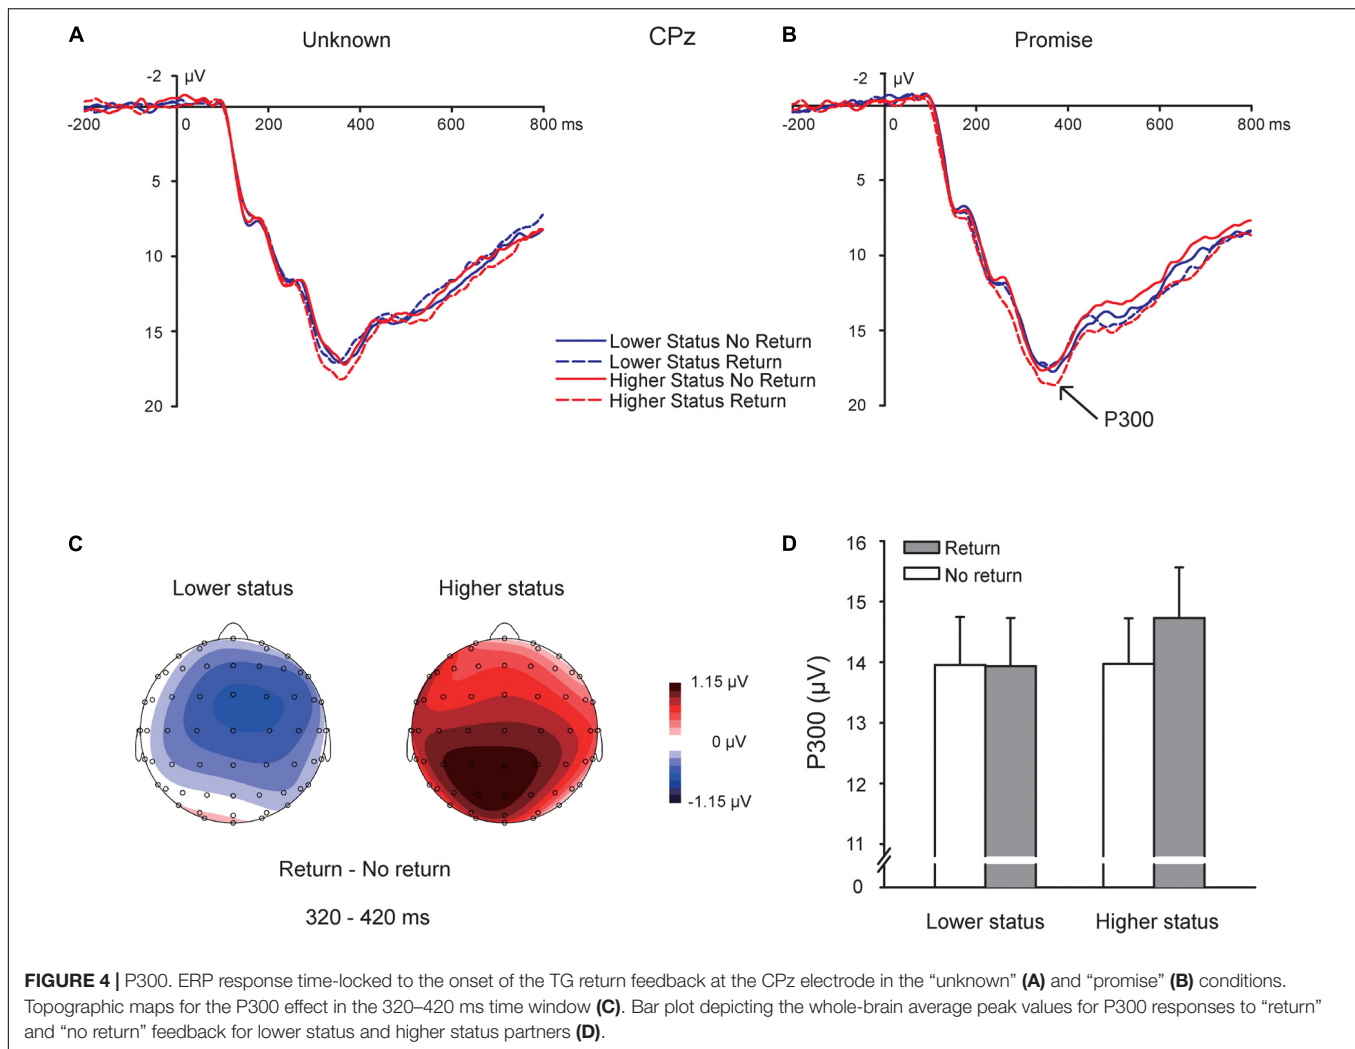 A
Unknown
CPz
B
Promise
-2
µV
-200
0
200
400
600
800 ms
5
10
15
20
-2
µV
-200
0
200
400
600
800 ms
5
10
15
20
Lower Status No Return
Lower Status Return
Higher Status No Return
Higher Status Return
P300
C
Lower status
Higher status
1.15 µV
0 µV
-1.15 µV
Return - No return
320 - 420 ms
D
Return
No return
P300 (µV)
16
15
14
13
12
11
0
Lower status
Higher status
FIGURE 4 | P300. ERP response time-locked to the onset of the TG return feedback at the CPz electrode in the “unknown” (A) and “promise” (B) conditions.
Topographic maps for the P300 effect in the 320–420 ms time window (C). Bar plot depicting the whole-brain average peak values for P300 responses to “return”
and “no return” feedback for lower status and higher status partners (D).